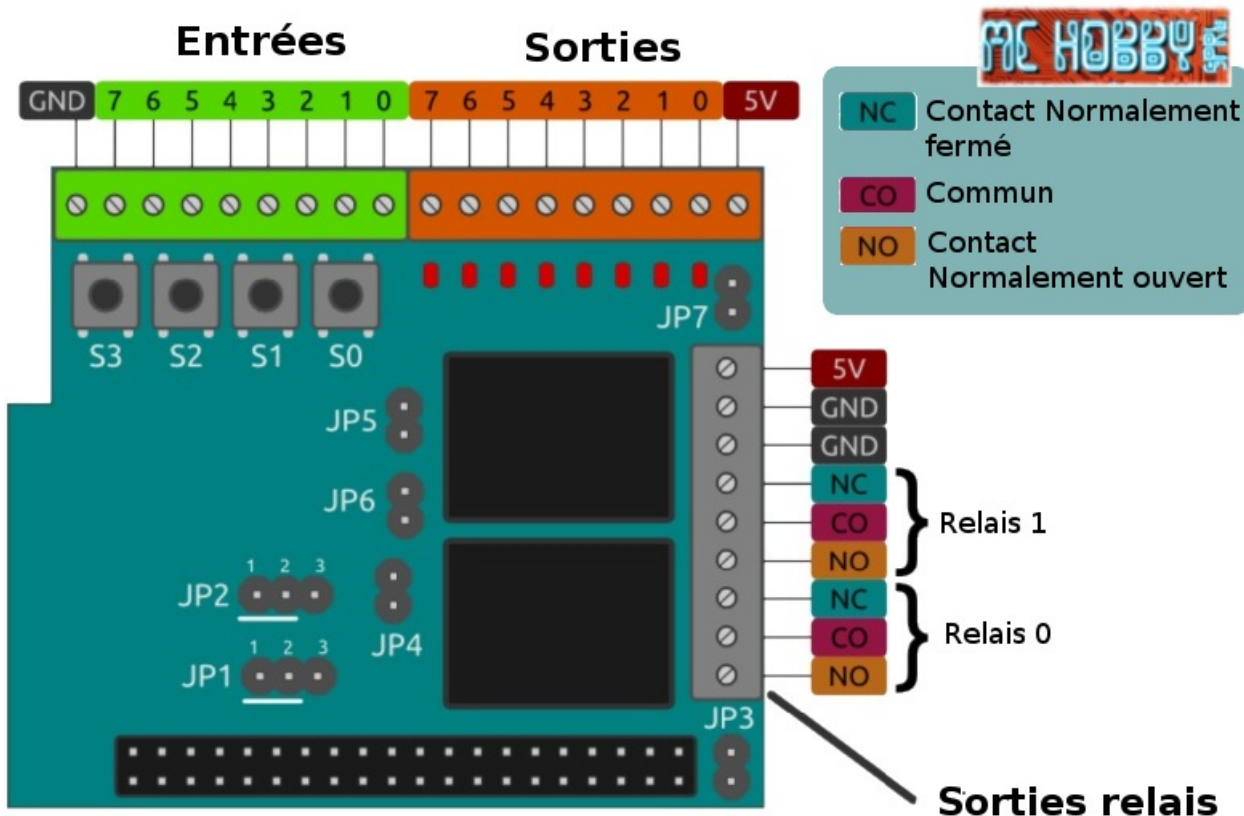 MC HOBBY SPRL
Entrées
Sorties
GND 7 6 5 4 3 2 1 0 7 6 5 4 3 2 1 0 5V
NC Contact Normalement
fermé
CO Commun
NO Contact
Normalement ouvert
S3 S2 S1 S0
JP7
5V
GND
GND
NC
CO
NO
Relais 1
NC
CO
NO
Relais 0
JP5
JP6
1 2 3
JP2
JP4
1 2 3
JP1
JP3
Sorties relais